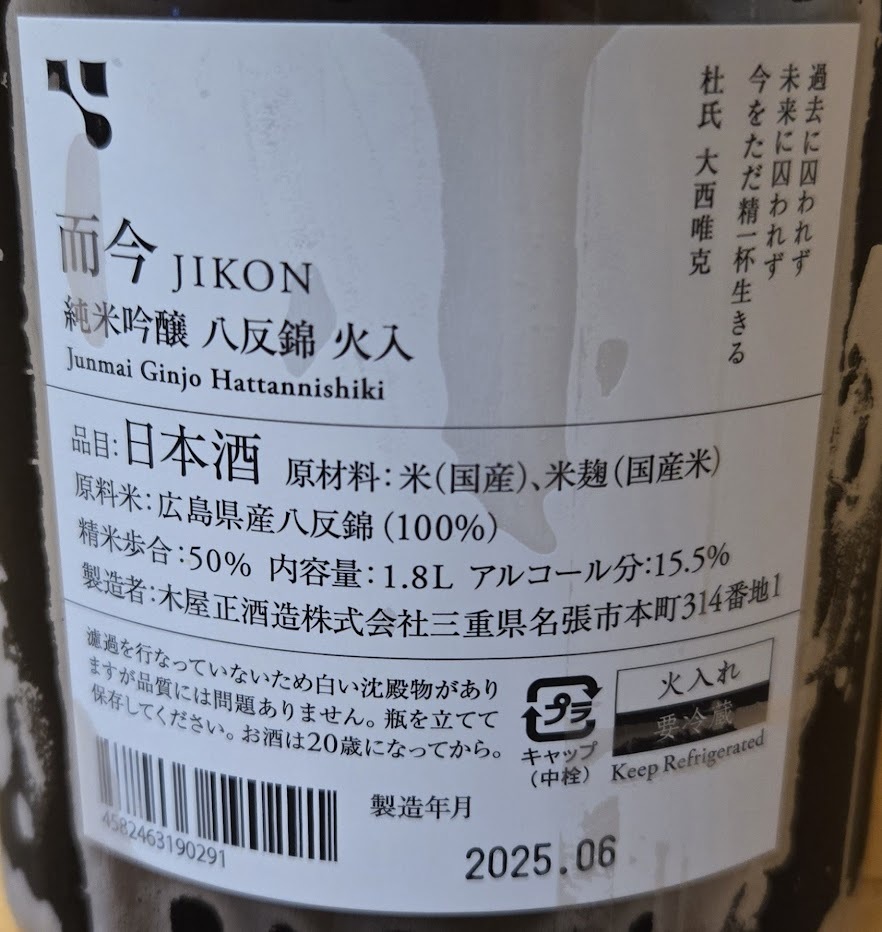 過去に囚われず
未来に囚われず
今をただ精一杯生きる
杜氏 大西唯克
而今 JIKON
純米吟醸 八反錦 火入
Junmai Ginjo Hattannishiki
品目:日本酒 原材料:米(国産)、米麹(国産米)
原料米:広島県産八反錦(100%)
精米歩合:50% 内容量:1.8L アルコール分:15.5%
製造者:木屋正酒造株式会社三重県名張市本町314番地1
濾過を行なっていないため白い沈殿物があり
ますが品質には問題ありません。瓶を立てて
保存してください。お酒は20歳になってから。
プラ
キャップ
(中栓)
火入れ
要冷蔵
Keep Refrigerated
4582463190291
製造年月
2025.06